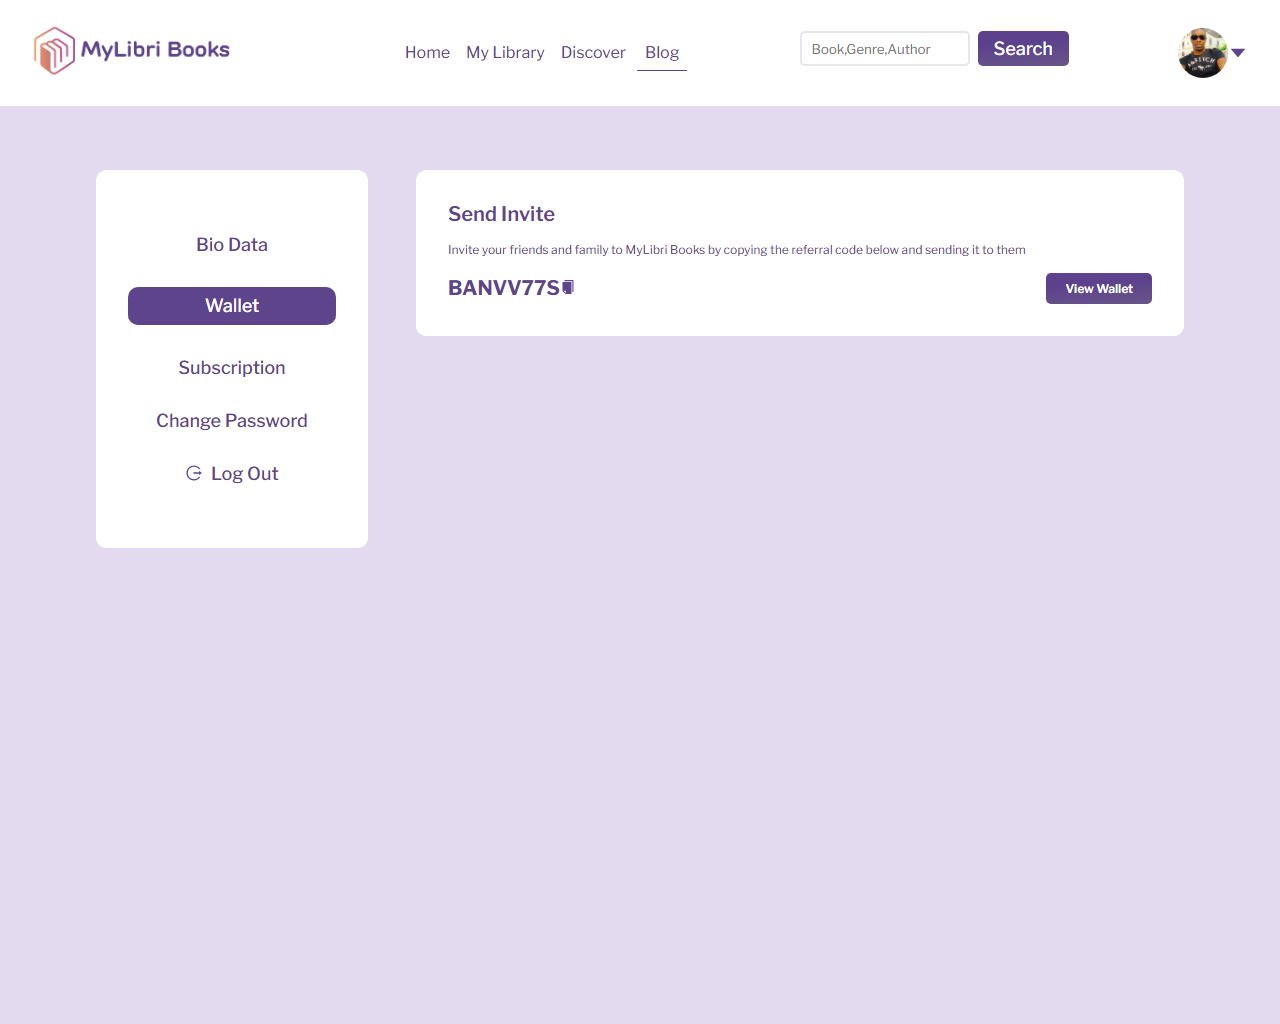 MyLibri Books
Home My Library Discover Blog
Book,Genre,Author
Search
Bio Data
Wallet
Subscription
Change Password
Log Out
Send Invite
Invite your friends and family to MyLibri Books by copying the referral code below and sending it to them
BANVV77S
View Wallet